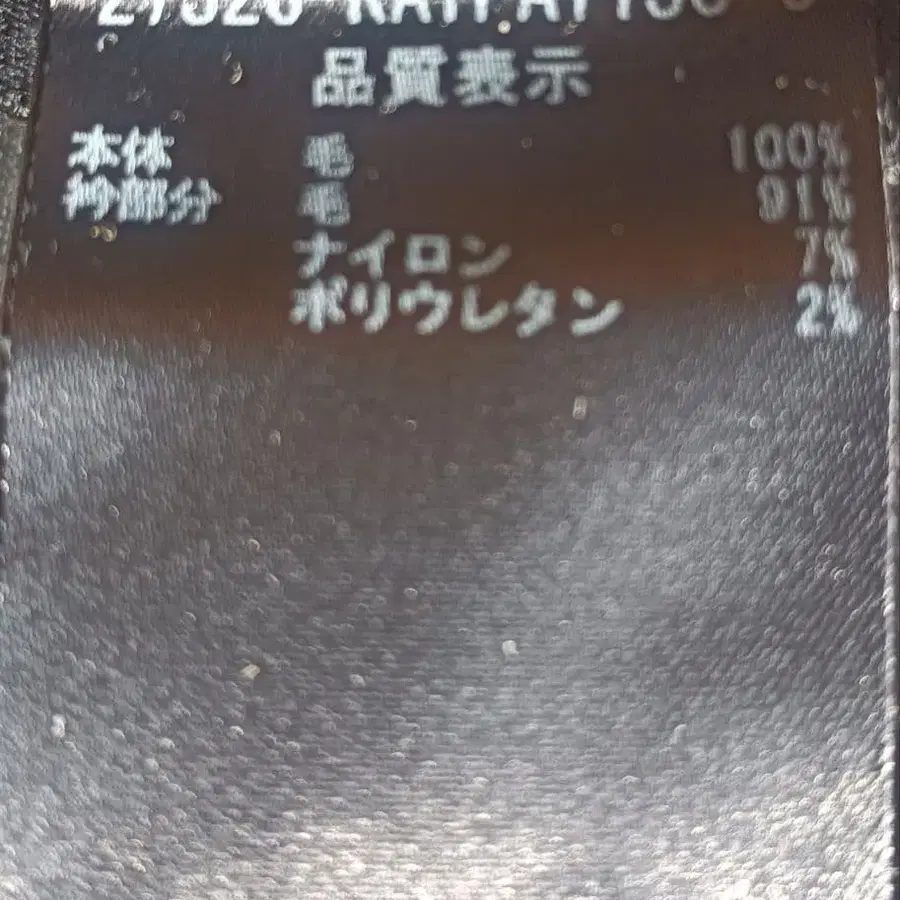 品質表示
本体 毛 100%
衿部分 毛 91%
ナイロン 7%
ポリウレタン 2%